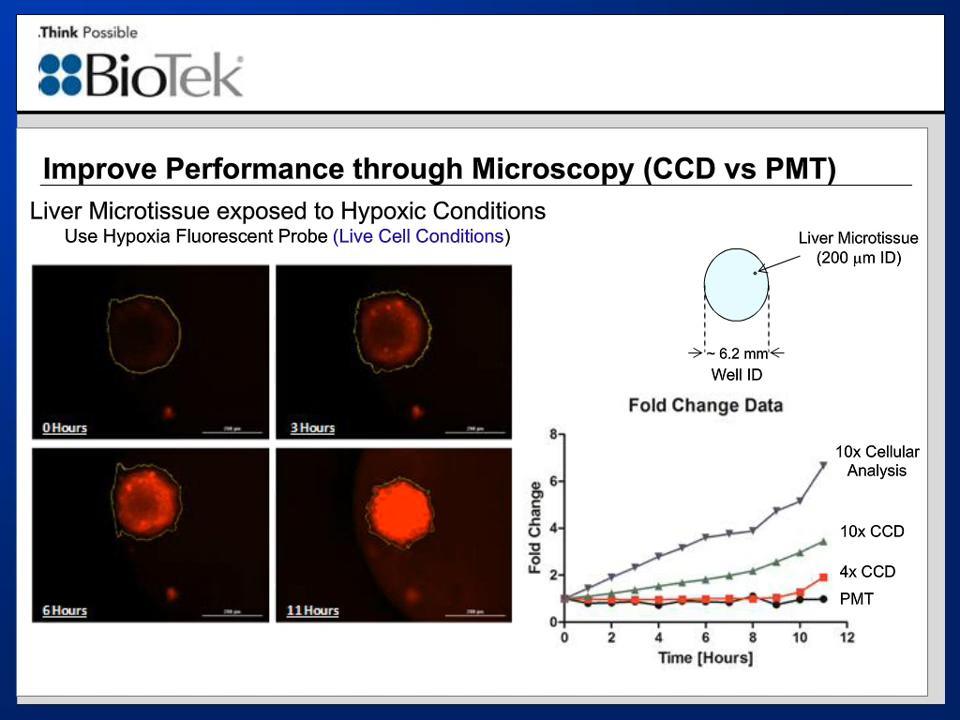 .Think Possible
BioTek®
Improve Performance through Microscopy (CCD vs PMT)
Liver Microtissue exposed to Hypoxic Conditions
Use Hypoxia Fluorescent Probe (Live Cell Conditions)
0 Hours
3 Hours
6 Hours
11 Hours
Liver Microtissue
(200 µm ID)
~ 6.2 mm
Well ID
Fold Change Data
Fold Change
8
6
4
2
0
0 2 4 6 8 10 12
Time [Hours]
10x Cellular
Analysis
10x CCD
4x CCD
PMT